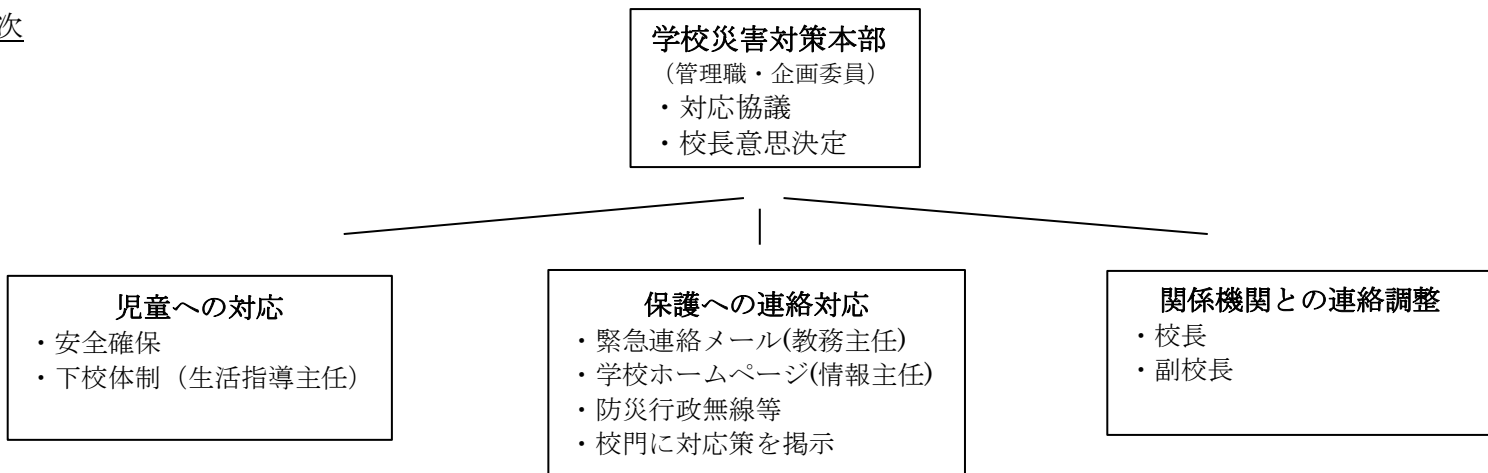 次
学校災害対策本部
（管理職・企画委員）
・対応協議
・校長意思決定
児童への対応
・安全確保
・下校体制（生活指導主任）
保護への連絡対応
・緊急連絡メール(教務主任)
・学校ホームページ(情報主任)
・防災行政無線等
・校門に対応策を掲示
関係機関との連絡調整
・校長
・副校長